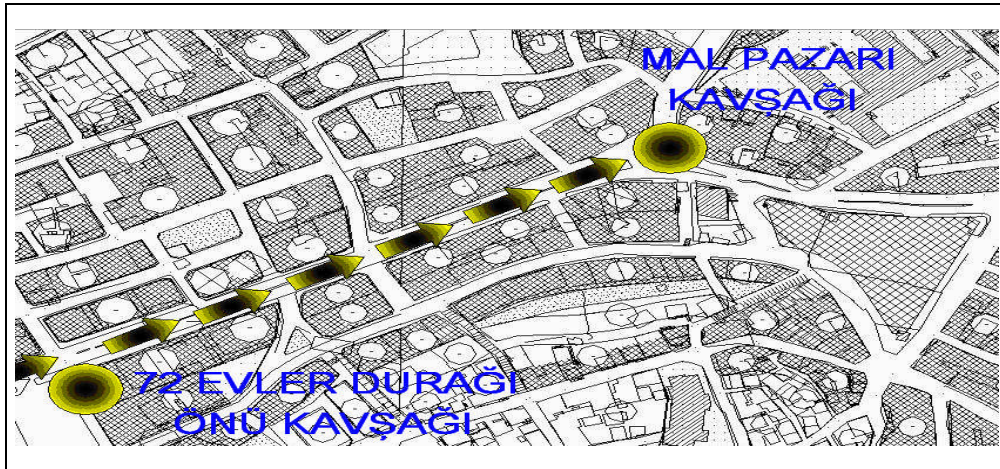 MAL PAZARI
KAVŞAĞI
72 EVLER DURAĞI
ÖNÜ KAVŞAĞI